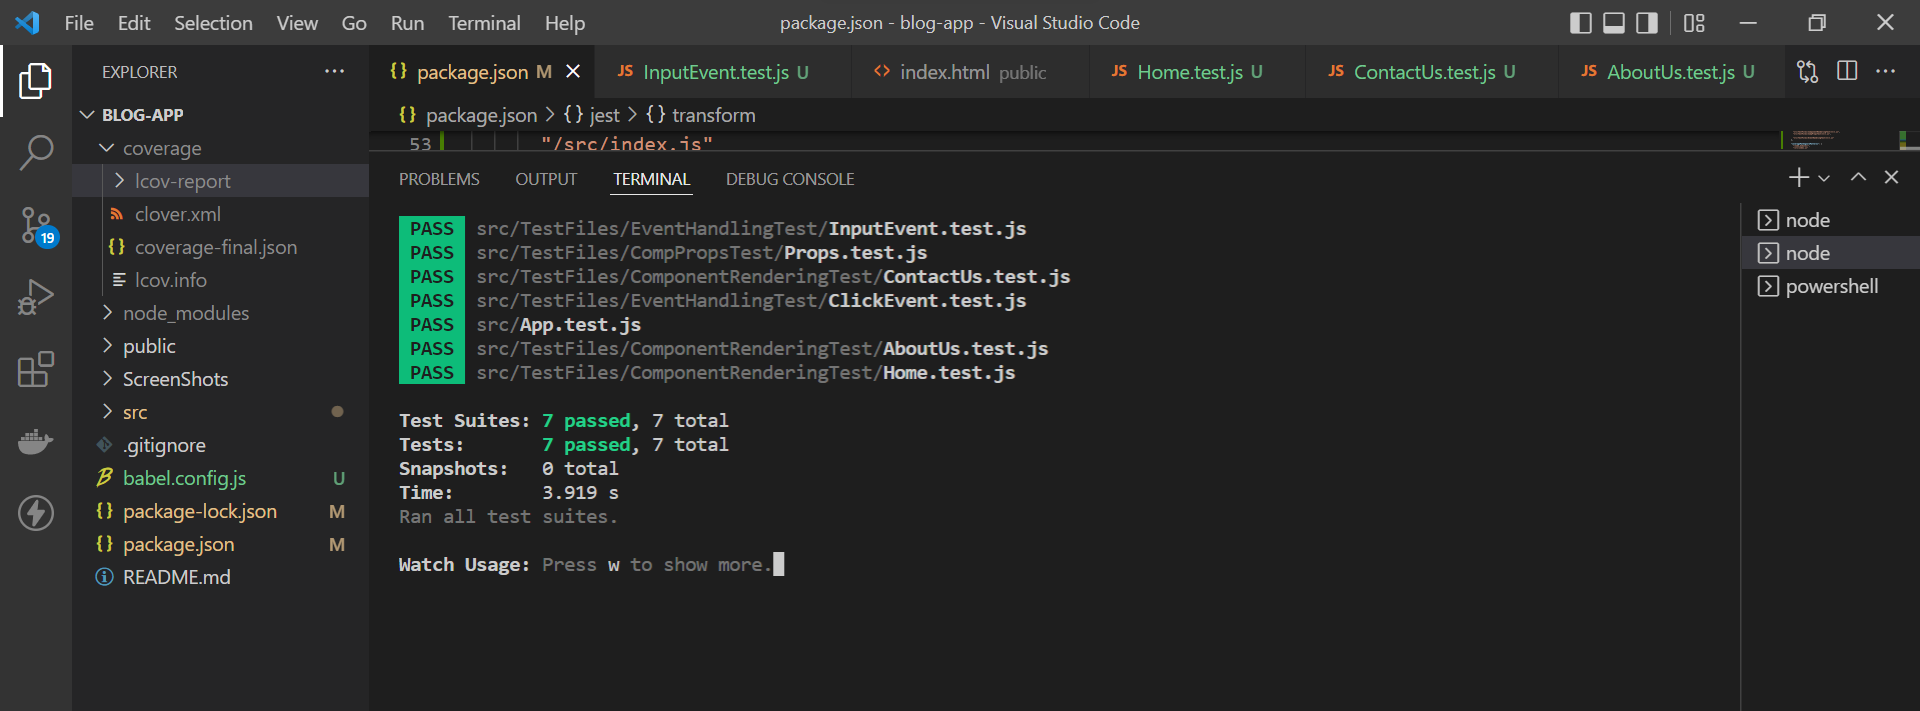 File Edit Selection View Go Run Terminal Help
package.json - blog-app - Visual Studio Code
EXPLORER
BLOG-APP
coverage
lcov-report
clover.xml
{} coverage-final.json
lcov.info
node_modules
public
ScreenShots
src
.gitignore
babel.config.js U
{} package-lock.json M
{} package.json M
README.md
19
{} package.json M
JS InputEvent.test.js U
<> index.html public
JS Home.test.js U
JS ContactUs.test.js U
JS AboutUs.test.js U
{} package.json > {} jest > {} transform
53 "/src/index.js"
PROBLEMS OUTPUT TERMINAL DEBUG CONSOLE
PASS src/TestFiles/EventHandlingTest/InputEvent.test.js
PASS src/TestFiles/CompPropsTest/Props.test.js
PASS src/TestFiles/ComponentRenderingTest/ContactUs.test.js
PASS src/TestFiles/EventHandlingTest/ClickEvent.test.js
PASS src/App.test.js
PASS src/TestFiles/ComponentRenderingTest/AboutUs.test.js
PASS src/TestFiles/ComponentRenderingTest/Home.test.js
Test Suites: 7 passed, 7 total
Tests: 7 passed, 7 total
Snapshots: 0 total
Time: 3.919 s
Ran all test suites.
Watch Usage: Press w to show more.
node
node
powershell